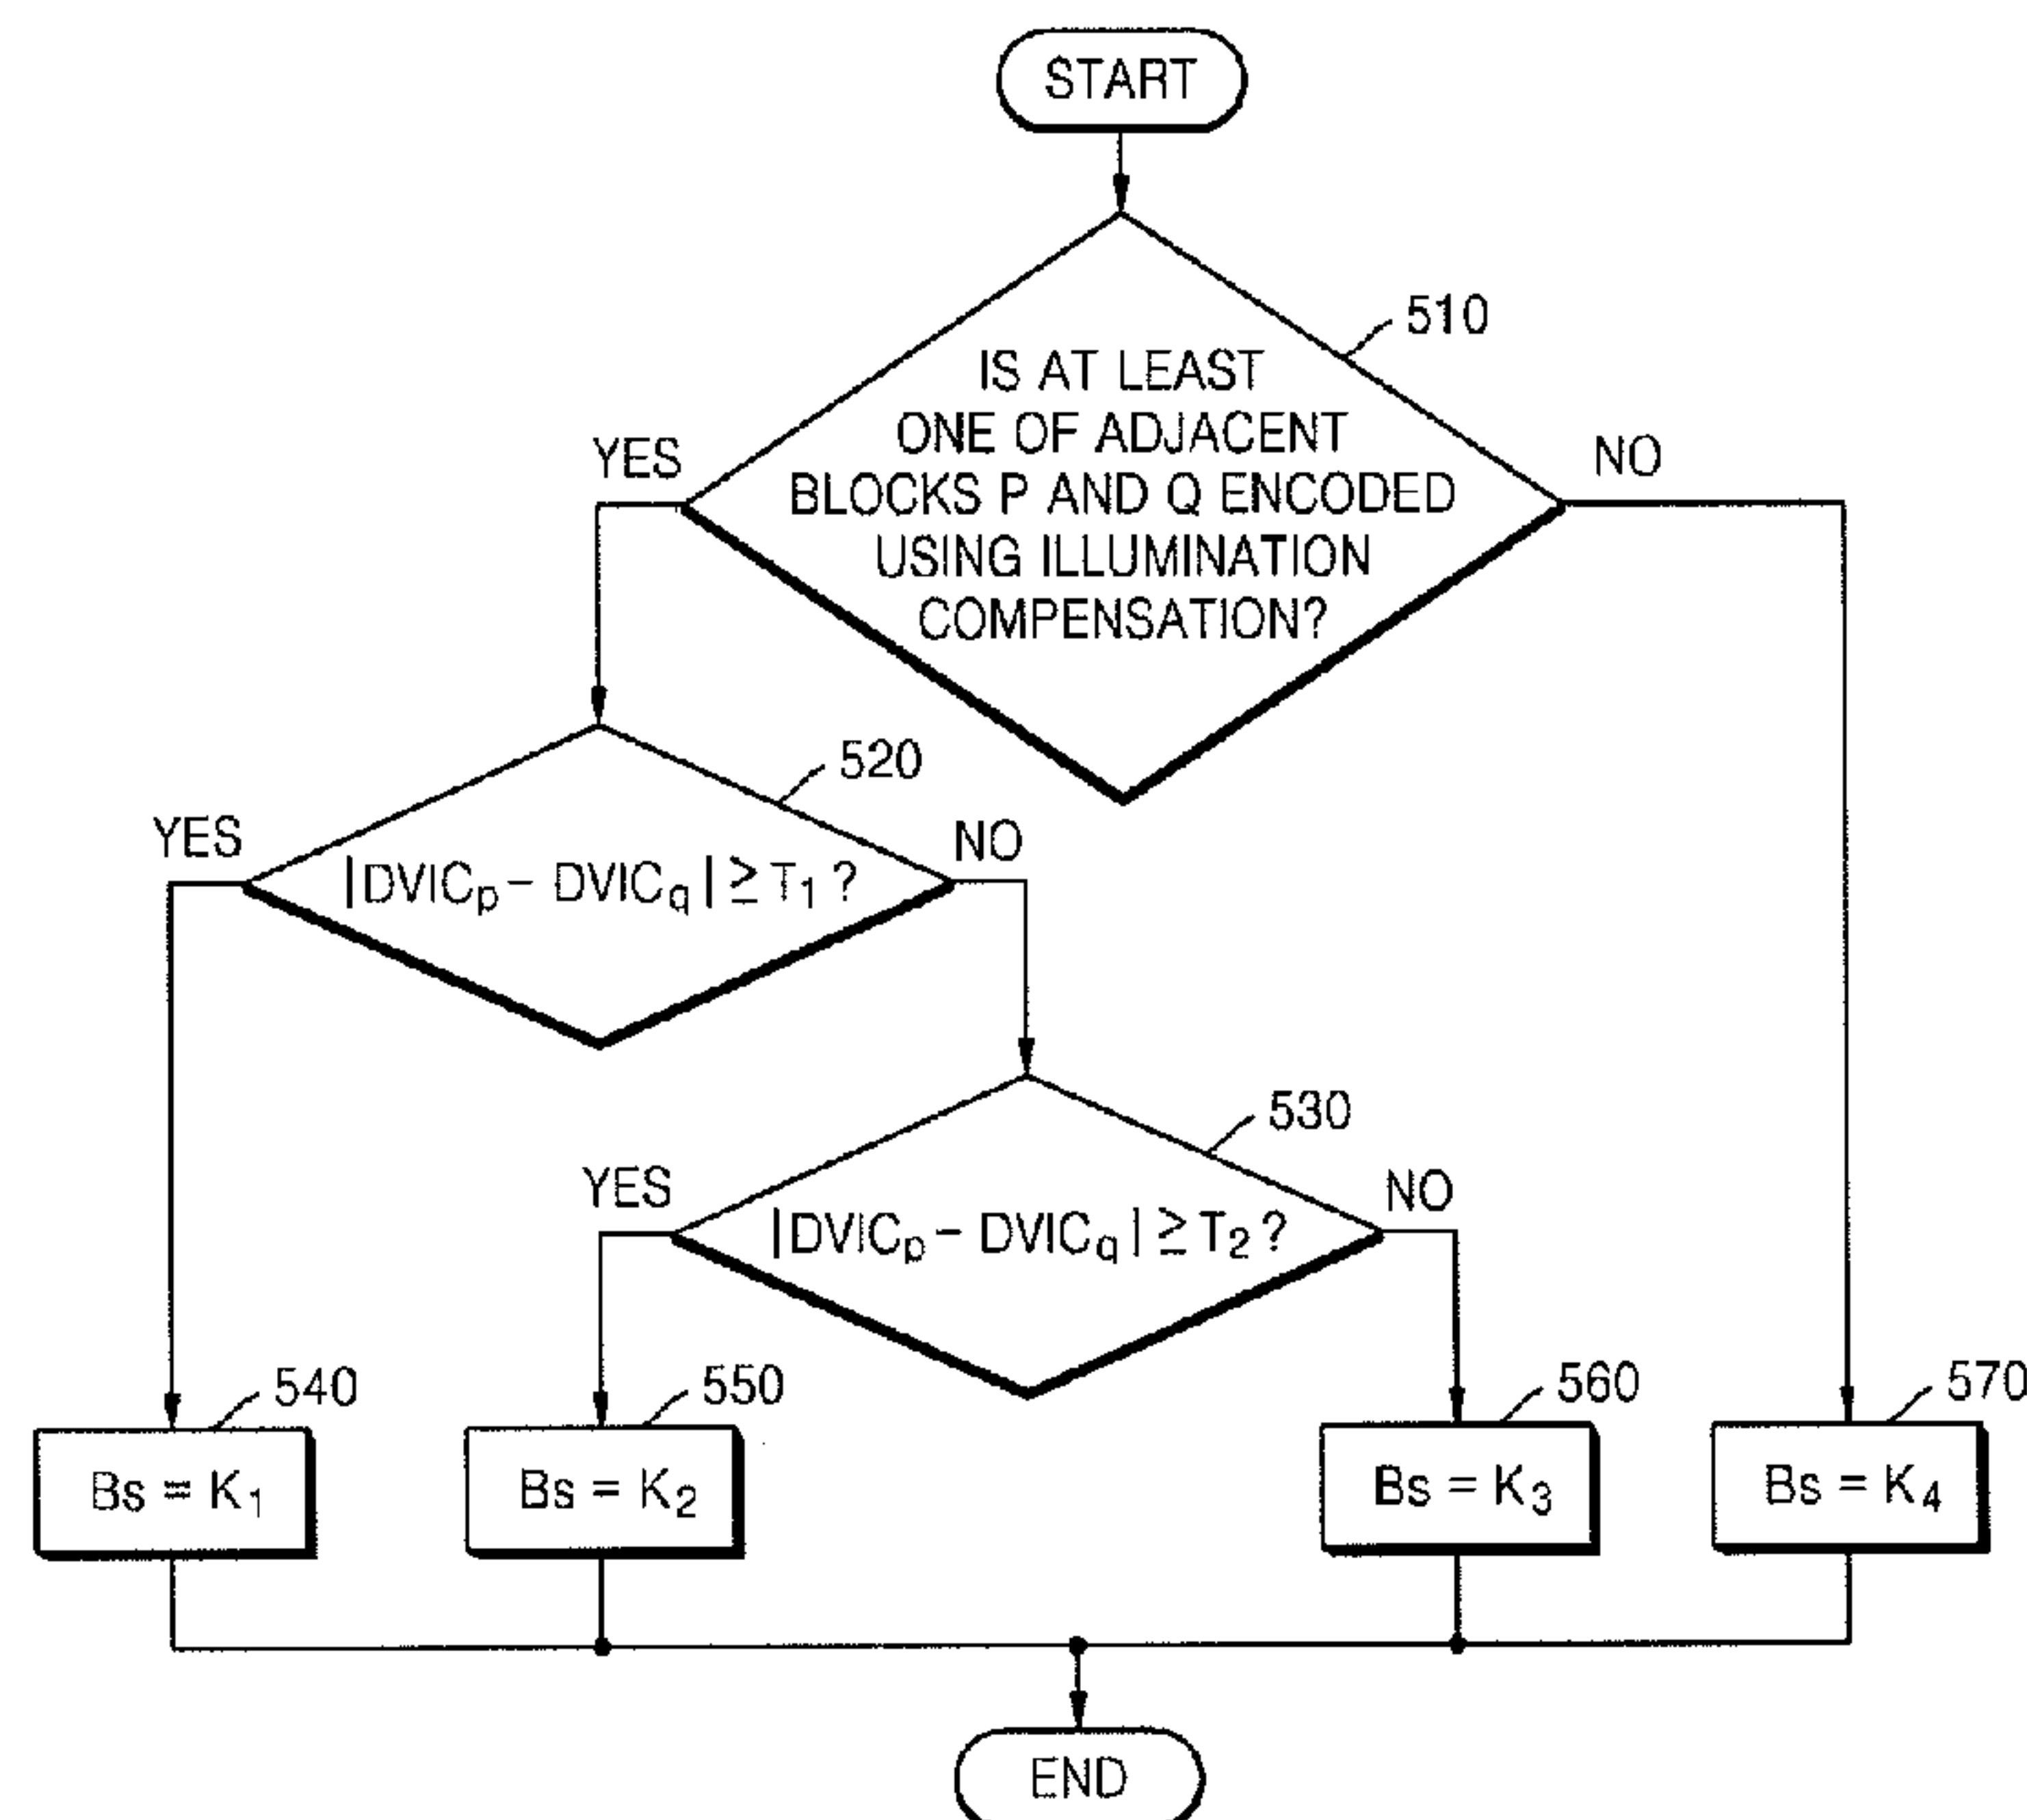 START
510
IS AT LEAST
ONE OF ADJACENT
BLOCKS P AND Q ENCODED
USING ILLUMINATION
COMPENSATION?
YES
NO
520
YES
NO
|DVICp - DVICq| ≥ T1 ?
530
YES
NO
|DVICp - DVICq| ≥ T2 ?
540
550
560
570
Bs = K1
Bs = K2
Bs = K3
Bs = K4
END